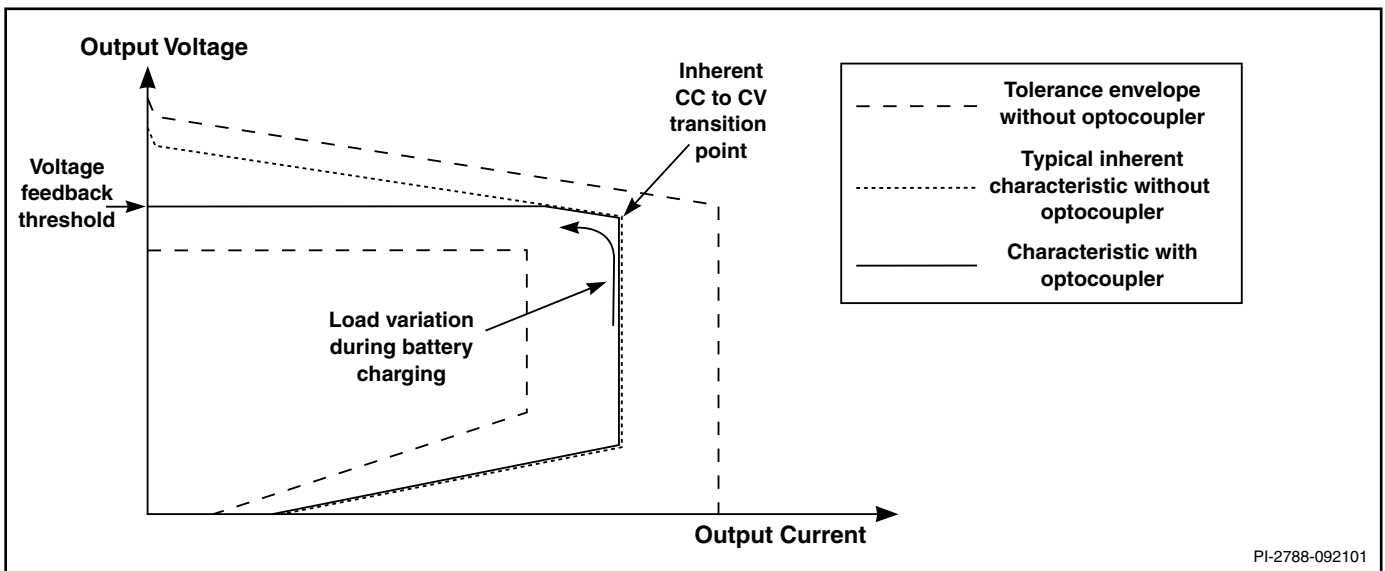 Output Voltage
Inherent
CC to CV
transition
point
Voltage
feedback
threshold
Load variation
during battery
charging
Output Current
Tolerance envelope
without optocoupler
Typical inherent
characteristic without
optocoupler
Characteristic with
optocoupler
PI-2788-092101